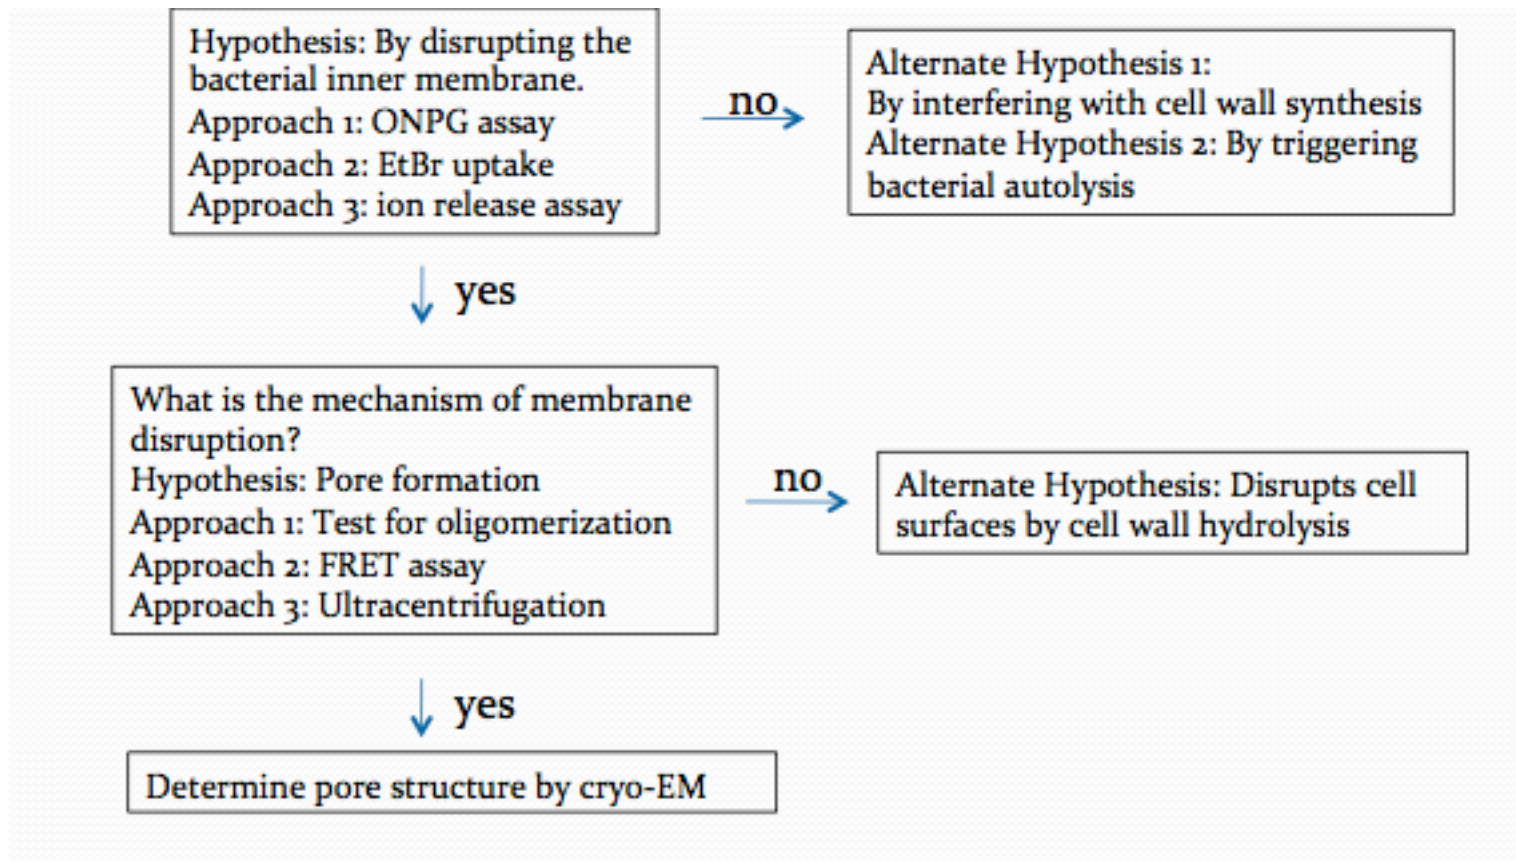 Hypothesis: By disrupting the
bacterial inner membrane.
Approach 1: ONPG assay
Approach 2: EtBr uptake
Approach 3: ion release assay
no
Alternate Hypothesis 1:
By interfering with cell wall synthesis
Alternate Hypothesis 2: By triggering
bacterial autolysis
yes
What is the mechanism of membrane
disruption?
Hypothesis: Pore formation
Approach 1: Test for oligomerization
Approach 2: FRET assay
Approach 3: Ultracentrifugation
no
Alternate Hypothesis: Disrupts cell
surfaces by cell wall hydrolysis
yes
Determine pore structure by cryo-EM